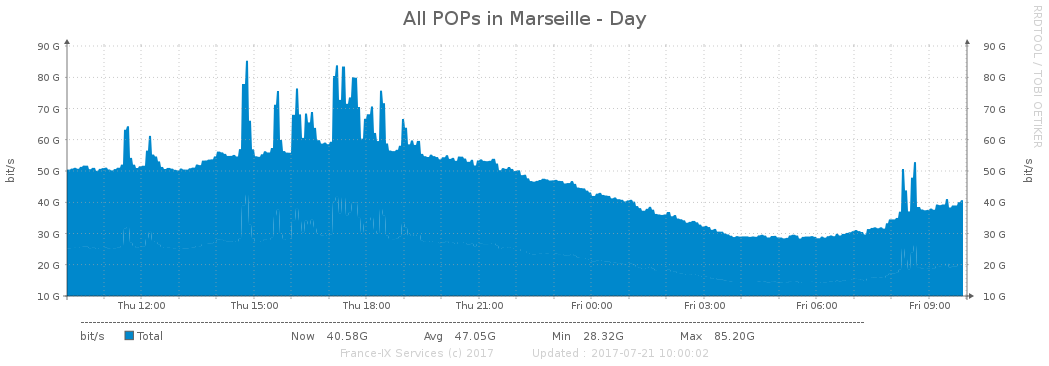 All POPs in Marseille - Day
RRDTOOL / TOBI OETIKER
90 G 90 G
80 G 80 G
70 G 70 G
60 G 60 G
50 G 50 G
40 G 40 G
30 G 30 G
20 G 20 G
10 G 10 G
bit/s bit/s
Thu 12:00 Thu 15:00 Thu 18:00 Thu 21:00 Fri 00:00 Fri 03:00 Fri 06:00 Fri 09:00
bit/s Total Now 40.58G Avg 47.05G Min 28.32G Max 85.20G
France-IX Services (c) 2017 Updated : 2017-07-21 10:00:02